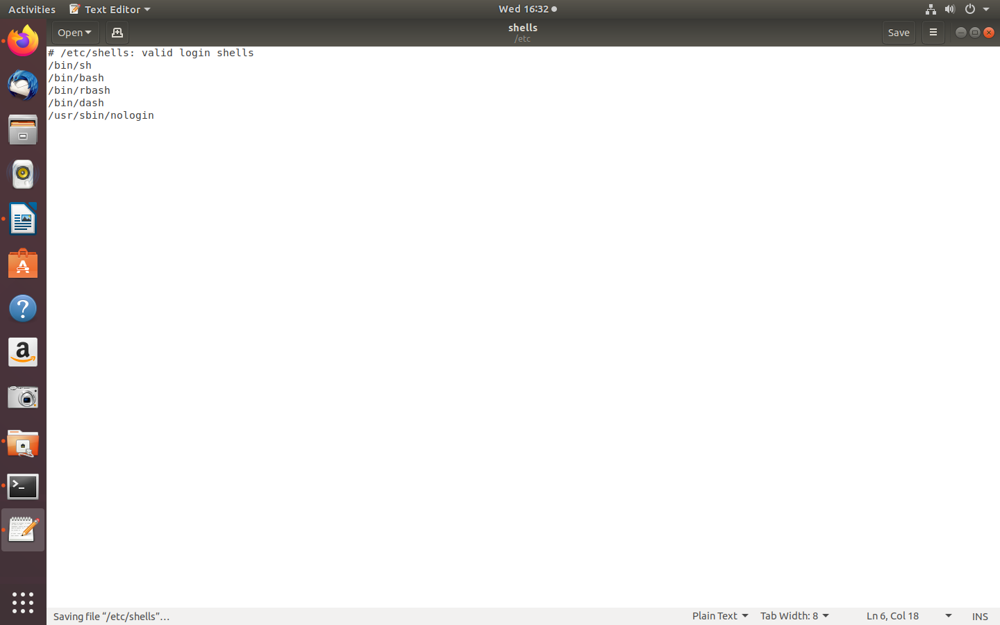 Activities Text Editor Wed 16:32
Open shells Save
/etc
# /etc/shells: valid login shells
/bin/sh
/bin/bash
/bin/rbash
/bin/dash
/usr/sbin/nologin
Saving file “/etc/shells”… Plain Text Tab Width: 8 Ln 6, Col 18 INS